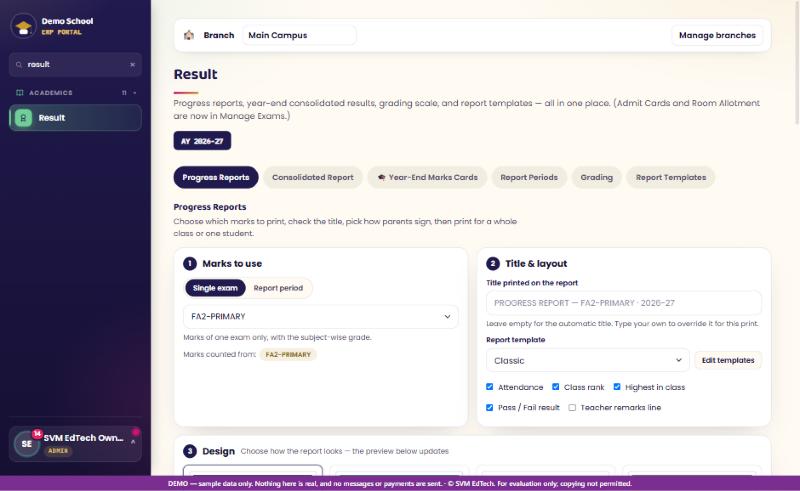 Demo School
ERP PORTAL
result
ACADEMICS 11
Result
Branch Main Campus Manage branches
Result
Progress reports, year-end consolidated results, grading scale, and report templates — all in one place. (Admit Cards and Room Allotment
are now in Manage Exams.)
AY 2026-27
Progress Reports Consolidated Report Year-End Marks Cards Report Periods Grading Report Templates
Progress Reports
Choose which marks to print, check the title, pick how parents sign, then print for a whole
class or one student.
1 Marks to use
Single exam Report period
FA2-PRIMARY
Marks of one exam only, with the subject-wise grade.
Marks counted from: FA2-PRIMARY
2 Title & layout
Title printed on the report
PROGRESS REPORT — FA2-PRIMARY · 2026-27
Leave empty for the automatic title. Type your own to override it for this print.
Report template
Classic Edit templates
Attendance Class rank Highest in class
Pass / Fail result Teacher remarks line
3 Design Choose how the report looks — the preview below updates
SE 14 SVM EdTech Own...
ADMIN
DEMO — sample data only. Nothing here is real, and no messages or payments are sent. · © SVM EdTech. For evaluation only; copying not permitted.